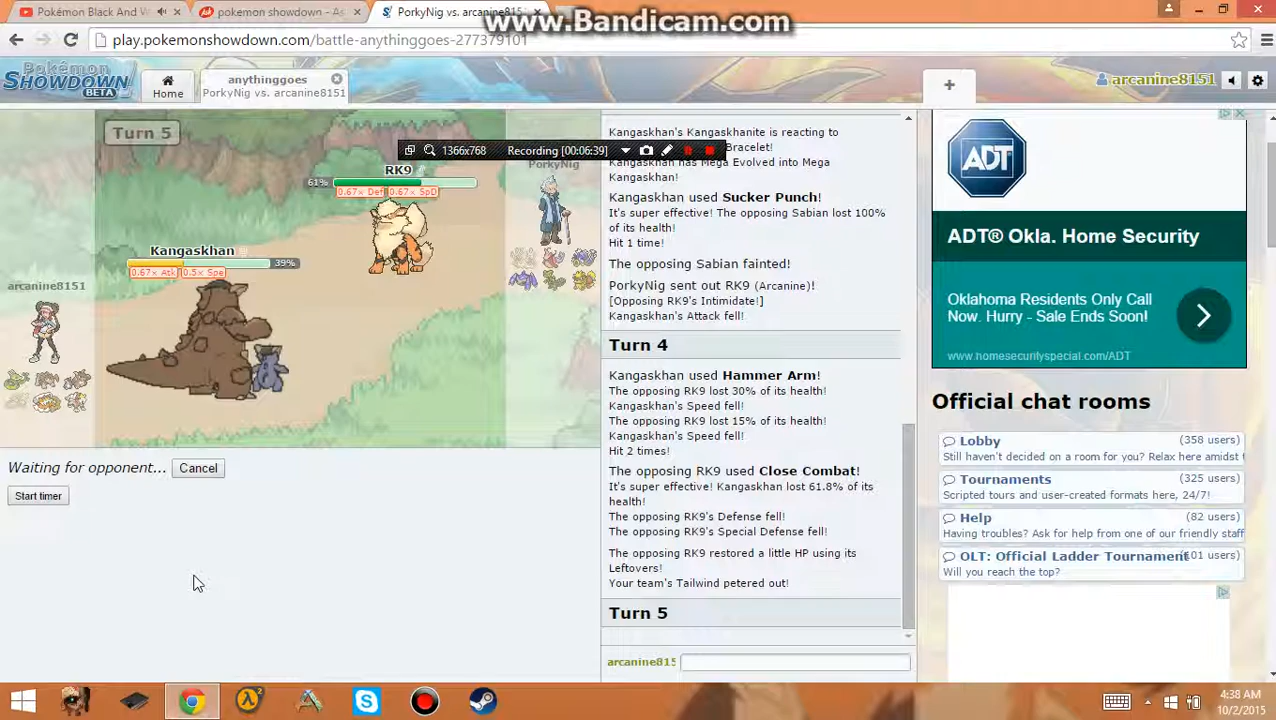 www.Bandicam.com
Pokémon Black And W
pokemon showdown - As
PorkyNig vs. arcanine8151
play.pokemonshowdown.com/battle-anythinggoes-277379101
Pokémon
SHOWDOWN
BETA
Home
anythinggoes
PorkyNig vs. arcanine8151
+
arcanine8151
Turn 5
1366x768
Recording [00:06:39]
RK9
61%
0.67× Def
0.67× SpD
PorkyNig
Kangaskhan
39%
0.67× Atk
0.5× Spe
arcanine8151
Waiting for opponent...
Cancel
Start timer
Kangaskhan's Kangaskhanite is reacting to
Bracelet!
Kangaskhan has Mega Evolved into Mega
Kangaskhan!
Kangaskhan used Sucker Punch!
It's super effective! The opposing Sabian lost 100%
of its health!
Hit 1 time!
The opposing Sabian fainted!
PorkyNig sent out RK9 (Arcanine)!
[Opposing RK9's Intimidate!]
Kangaskhan's Attack fell!
Turn 4
Kangaskhan used Hammer Arm!
The opposing RK9 lost 30% of its health!
Kangaskhan's Speed fell!
The opposing RK9 lost 15% of its health!
Kangaskhan's Speed fell!
Hit 2 times!
The opposing RK9 used Close Combat!
It's super effective! Kangaskhan lost 61.8% of its
health!
The opposing RK9's Defense fell!
The opposing RK9's Special Defense fell!
The opposing RK9 restored a little HP using its
Leftovers!
Your team's Tailwind petered out!
Turn 5
arcanine815
ADT
ADT® Okla. Home Security
Oklahoma Residents Only Call
Now. Hurry - Sale Ends Soon!
www.homesecurityspecial.com/ADT
Official chat rooms
Lobby
(358 users)
Still haven't decided on a room for you? Relax here amidst t
Tournaments
(325 users)
Scripted tours and user-created formats here, 24/7!
Help
(82 users)
Having troubles? Ask for help from one of our friendly staff
OLT: Official Ladder Tournament
101 users)
Will you reach the top?
4:38 AM
10/2/2015